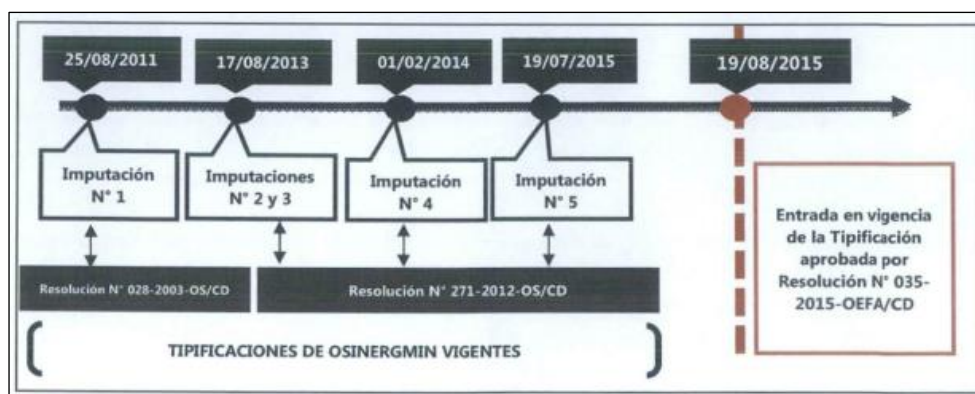 25/08/2011
17/08/2013
01/02/2014
19/07/2015
19/08/2015
Imputación
N° 1
Imputaciones
N° 2 y 3
Imputación
N° 4
Imputación
N° 5
Entrada en vigencia
de la Tipificación
aprobada por
Resolución N° 035-
2015-OEFA/CD
Resolución N° 028-2003-OS/CD
Resolución N° 271-2012-OS/CD
TIPIFICACIONES DE OSINERGMIN VIGENTES